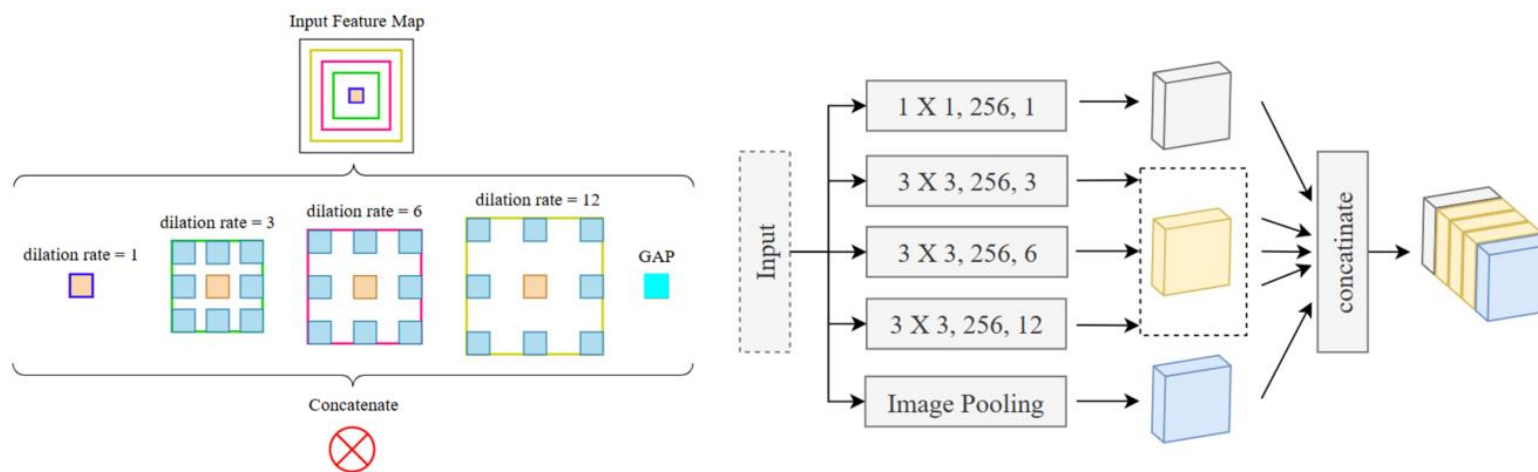 Input Feature Map
dilation rate = 1
dilation rate = 3
dilation rate = 6
dilation rate = 12
GAP
Concatenate
Input
1 X 1, 256, 1
3 X 3, 256, 3
3 X 3, 256, 6
3 X 3, 256, 12
Image Pooling
concatinate